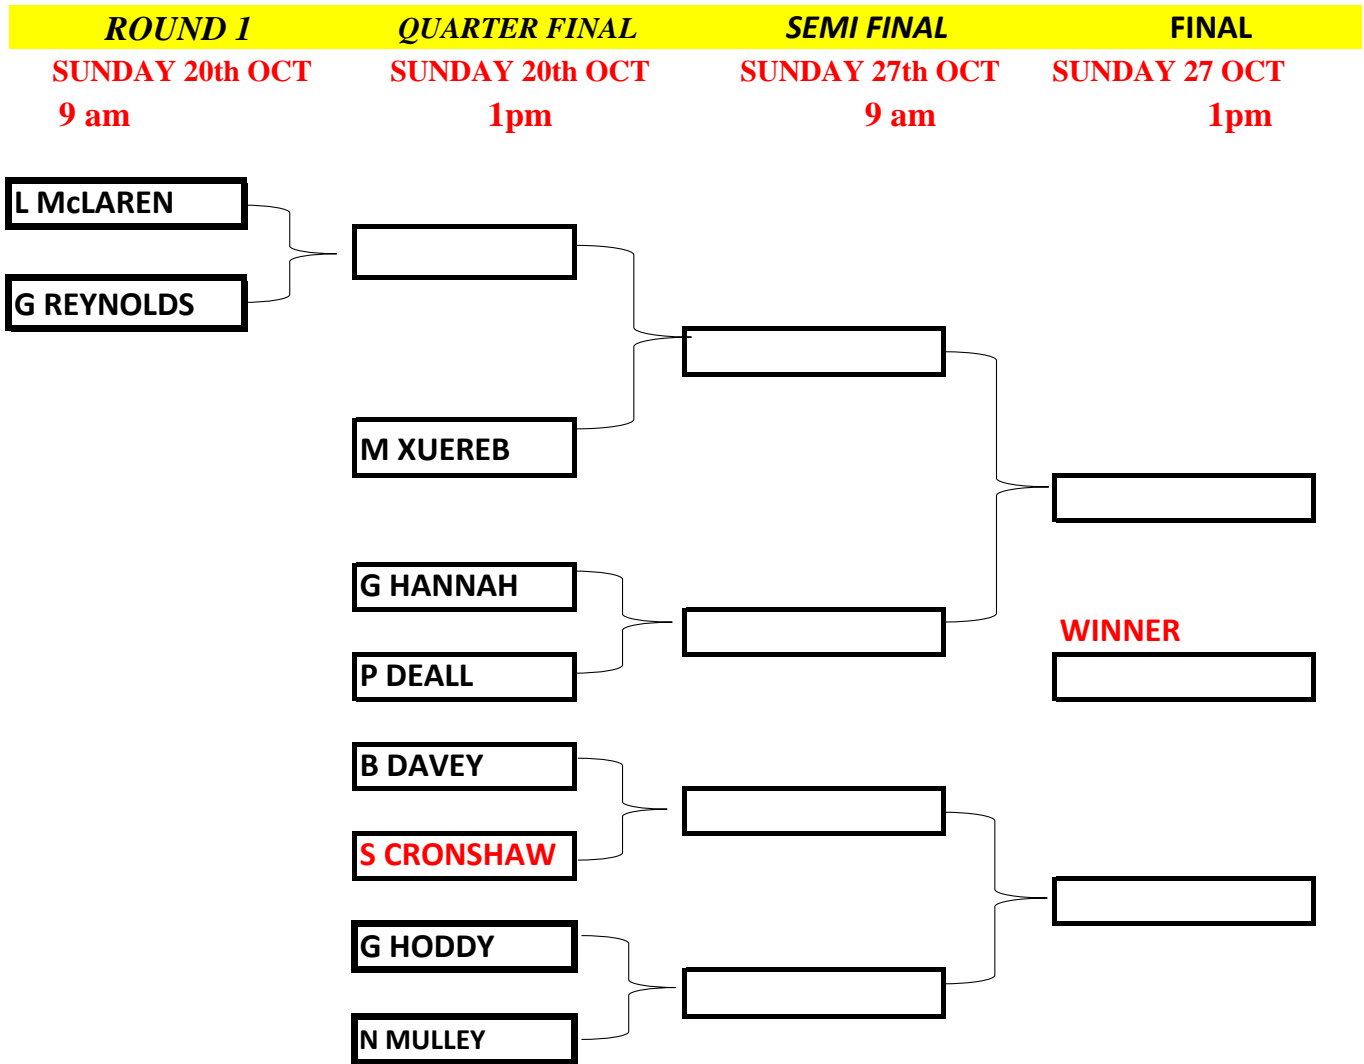 ROUND 1 QUARTER FINAL SEMI FINAL FINAL
SUNDAY 20th OCT SUNDAY 20th OCT SUNDAY 27th OCT SUNDAY 27 OCT
9 am 1pm 9 am 1pm
L McLAREN
G REYNOLDS
M XUEREB
G HANNAH
WINNER
P DEALL
B DAVEY
S CRONSHAW
G HODDY
N MULLEY